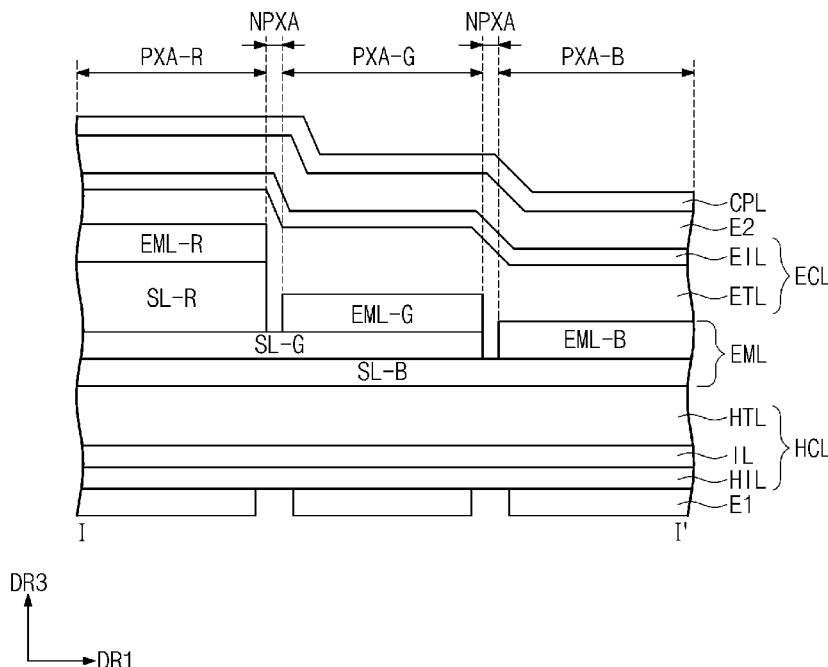 NPXA NPXA
PXA-R PXA-G PXA-B
CPL
E2
EML-R EIL ECL
SL-R ETL
EML-G
EML-B EML
SL-G
SL-B
HTL
IL HCL
HIL
E1
I I'
DR3
DR1